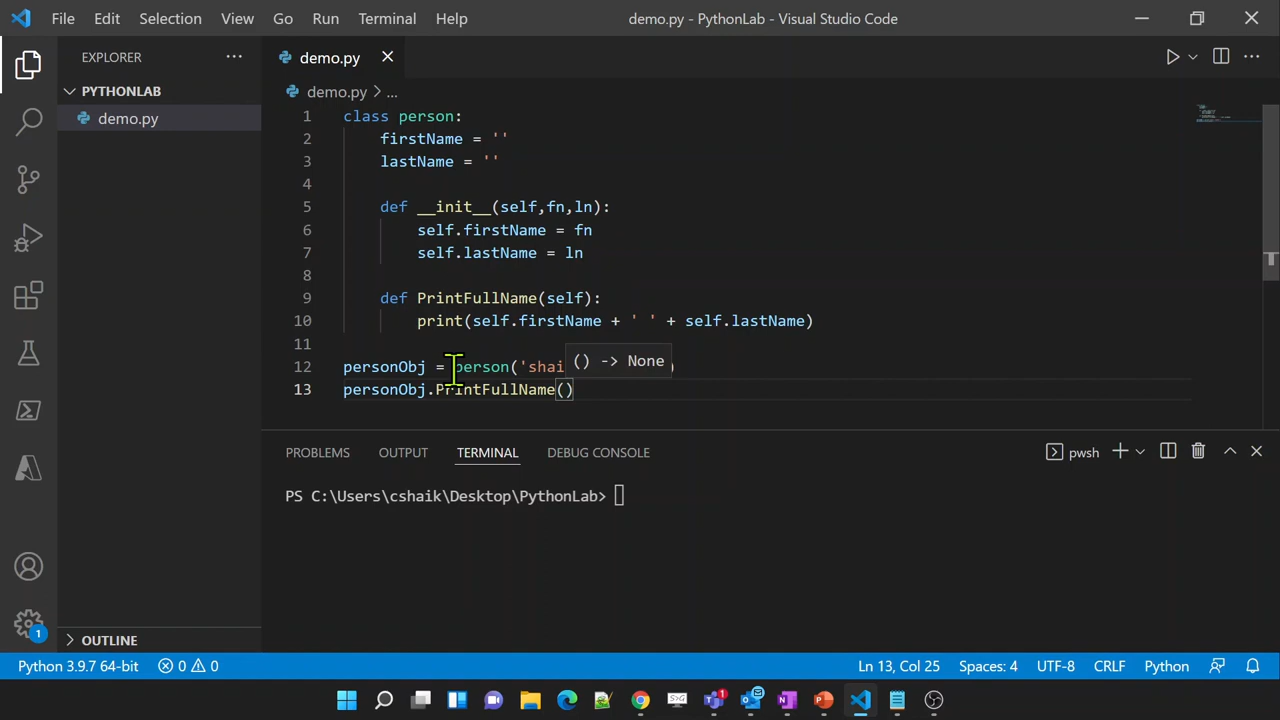 File Edit Selection View Go Run Terminal Help demo.py - PythonLab - Visual Studio Code
EXPLORER ··· demo.py
PYTHONLAB demo.py > ...
demo.py
1 class person:
2 firstName = ''
3 lastName = ''
4
5 def __init__(self,fn,ln):
6 self.firstName = fn
7 self.lastName = ln
8
9 def PrintFullName(self):
10 print(self.firstName + ' ' + self.lastName)
11
() -> None
12 personObj = person('shai )
13 personObj.PrintFullName()
PROBLEMS OUTPUT TERMINAL DEBUG CONSOLE pwsh
PS C:\Users\cshaik\Desktop\PythonLab>
1
OUTLINE
Python 3.9.7 64-bit 0 0 Ln 13, Col 25 Spaces: 4 UTF-8 CRLF Python
1